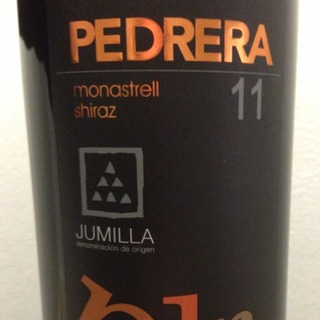 PEDRERA
monastrell 11
shiraz
JUMILLA
denominación de origen